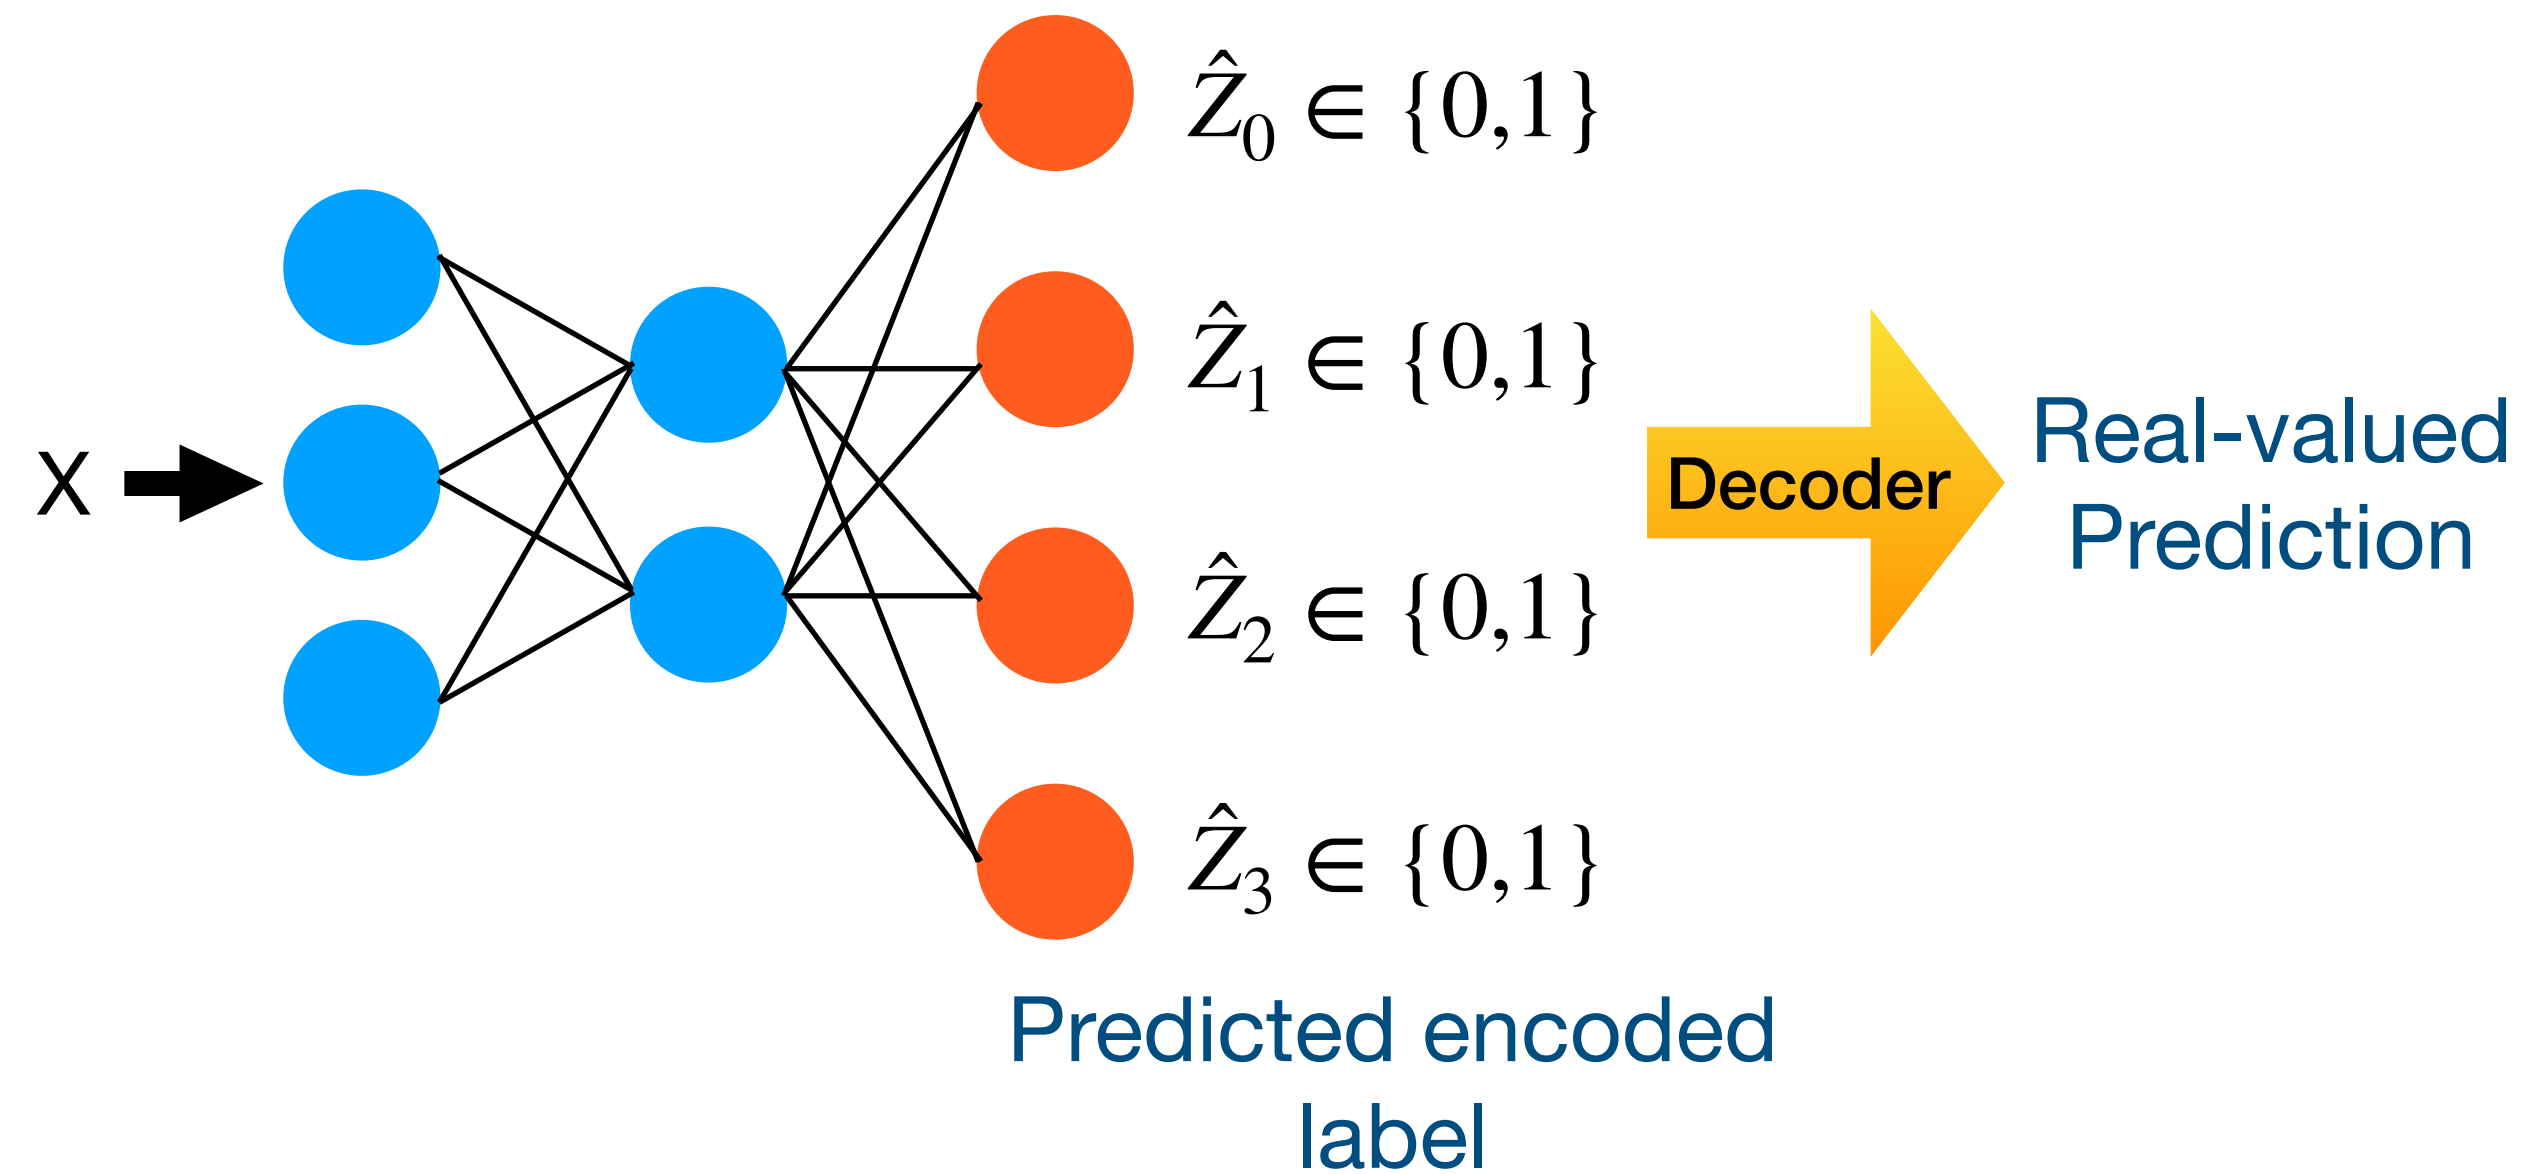 X
Ẑ₀ ∈ {0,1}
Ẑ₁ ∈ {0,1}
Ẑ₂ ∈ {0,1}
Ẑ₃ ∈ {0,1}
Predicted encoded
label
Decoder
Real-valued
Prediction